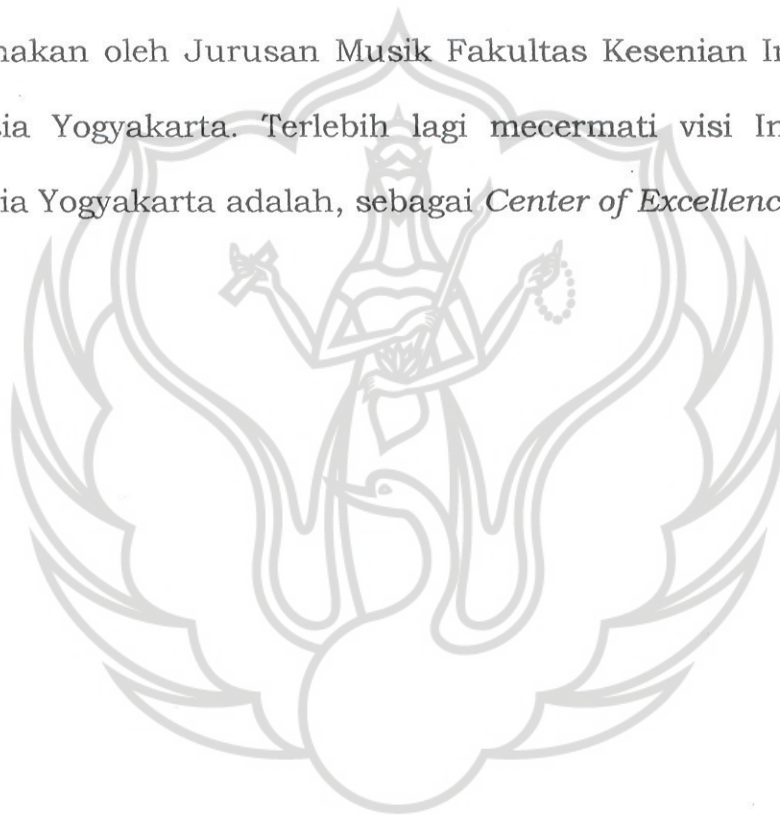 nakan oleh Jurusan Musik Fakultas Kesenian In
sia Yogyakarta. Terlebih lagi mecermati visi In
ia Yogyakarta adalah, sebagai Center of Excellenc